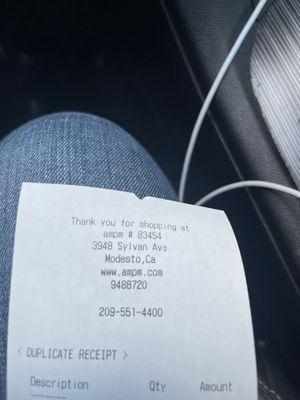 Thank you for shopping at
ampm # 83454
3948 Sylvan Ave
Modesto,Ca
www.ampm.com
9488720
209-551-4400
< DUPLICATE RECEIPT >
Description Qty Amount